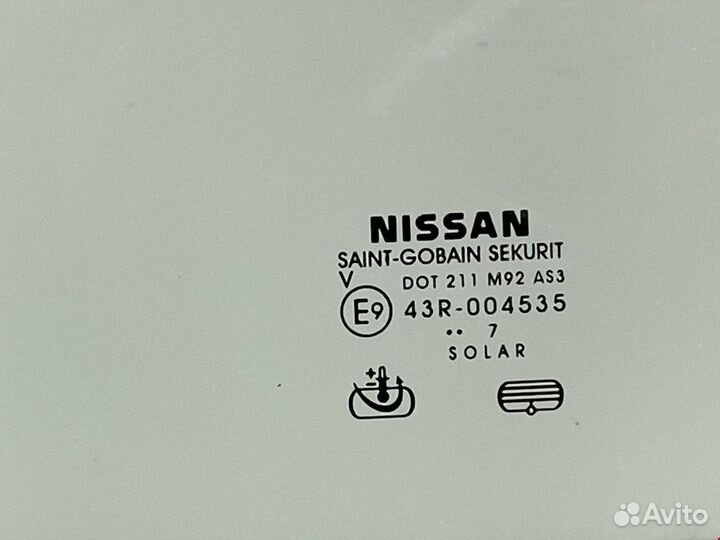 NISSAN
SAINT-GOBAIN SEKURIT
V
DOT 211 M92 AS3
E9 43R-004535
.. 7
SOLAR
+
-
Avito